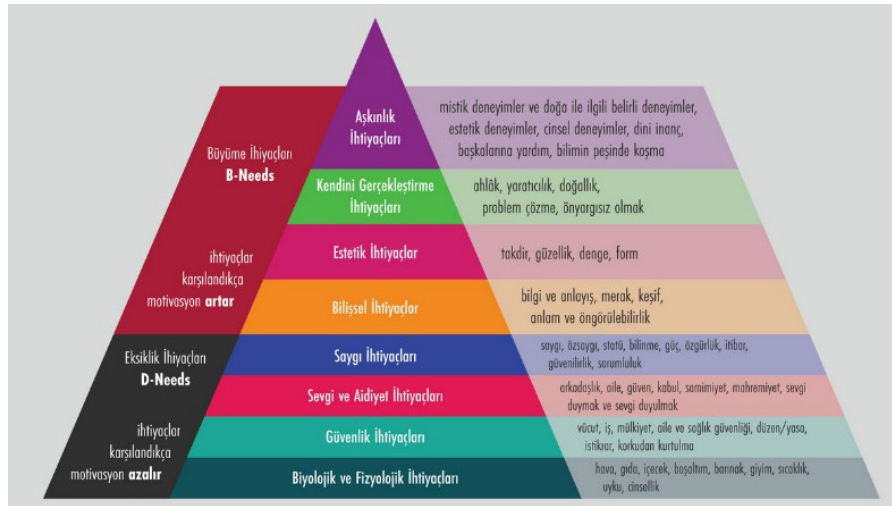 Büyüme İhiyaçları
B-Needs
ihtiyaçlar
karşılandıkça
motivasyon artar
Eksiklik İhiyaçları
D-Needs
ihtiyaçlar
karşılandıkça
motivasyon azalır
Aşkınlık
İhtiyaçları
mistik deneyimler ve doğa ile ilgili belirli deneyimler,
estetik deneyimler, cinsel deneyimler, dini inanç,
başkalarına yardım, bilimin peşinde koşma
Kendini Gerçekleştirme
İhtiyaçları
ahlâk, yaratıcılık, doğallık,
problem çözme, önyargısız olmak
Estetik İhtiyaçlar
takdir, güzellik, denge, form
Bilişsel İhtiyaçlar
bilgi ve anlayış, merak, keşif,
anlam ve öngörülebilirlik
Saygı İhtiyaçları
saygı, özsaygı, statü, bilinme, güç, özgürlük, itibar,
güvenilirlik, sorumluluk
Sevgi ve Aidiyet İhtiyaçları
arkadaşlık, aile, güven, kabul, samimiyet, mahremiyet, sevgi
duymak ve sevgi duyulmak
Güvenlik İhtiyaçları
vücut, iş, mülkiyet, aile ve sağlık güvenliği, düzen/yasa,
istikrar, korkudan kurtulma
Biyolojik ve Fizyolojik İhtiyaçları
hava, gıda, içecek, boşaltım, barınak, giyim, sıcaklık,
uyku, cinsellik